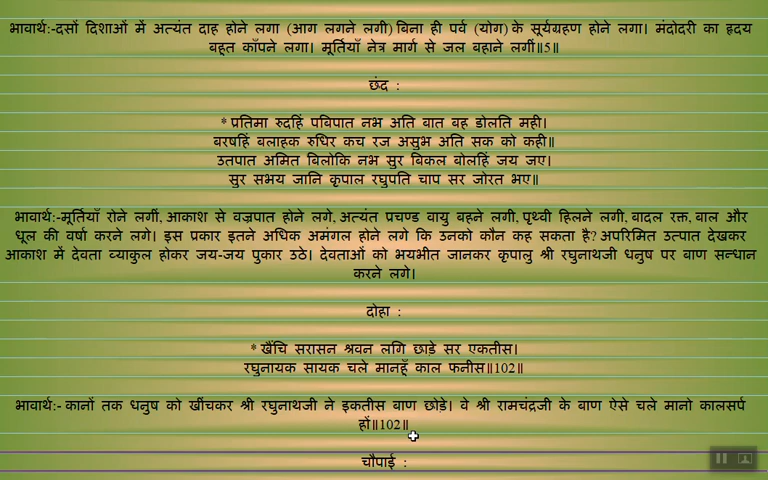 भावार्थ:-दसों दिशाओं में अत्यंत दाह होने लगा (आग लगने लगी) बिना ही पर्व (योग) के सूर्यग्रहण होने लगा। मंदोदरी का हृदय
बहुत काँपने लगा। मूर्तियाँ नेत्र मार्ग से जल बहाने लगीं॥5॥
छंद :
* प्रतिमा रुदहिं पबिपात नभ अति बात बह डोलति मही।
बरषहिं बलाहक रुधिर कच रज असुभ अति सक को कही॥
उतपात अमित बिलोकि नभ सुर बिकल बोलहिं जय जए।
सुर सभय जानि कृपाल रघुपति चाप सर जोरत भए॥
भावार्थ:-मूर्तियाँ रोने लगीं, आकाश से वज्रपात होने लगे, अत्यंत प्रचण्ड वायु बहने लगी, पृथ्वी हिलने लगी, बादल रक्त, बाल और
धूल की वर्षा करने लगे। इस प्रकार इतने अधिक अमंगल होने लगे कि उनको कौन कह सकता है? अपरिमित उत्पात देखकर
आकाश में देवता व्याकुल होकर जय-जय पुकार उठे। देवताओं को भयभीत जानकर कृपालु श्री रघुनाथजी धनुष पर बाण सन्धान
करने लगे।
दोहा :
* खैंचि सरासन श्रवन लगि छाड़े सर एकतीस।
रघुनायक सायक चले मानहुँ काल फनीस॥102॥
भावार्थ:- कानों तक धनुष को खींचकर श्री रघुनाथजी ने इकतीस बाण छोड़े। वे श्री रामचंद्रजी के बाण ऐसे चले मानो कालसर्प
हों॥102॥
चौपाई :